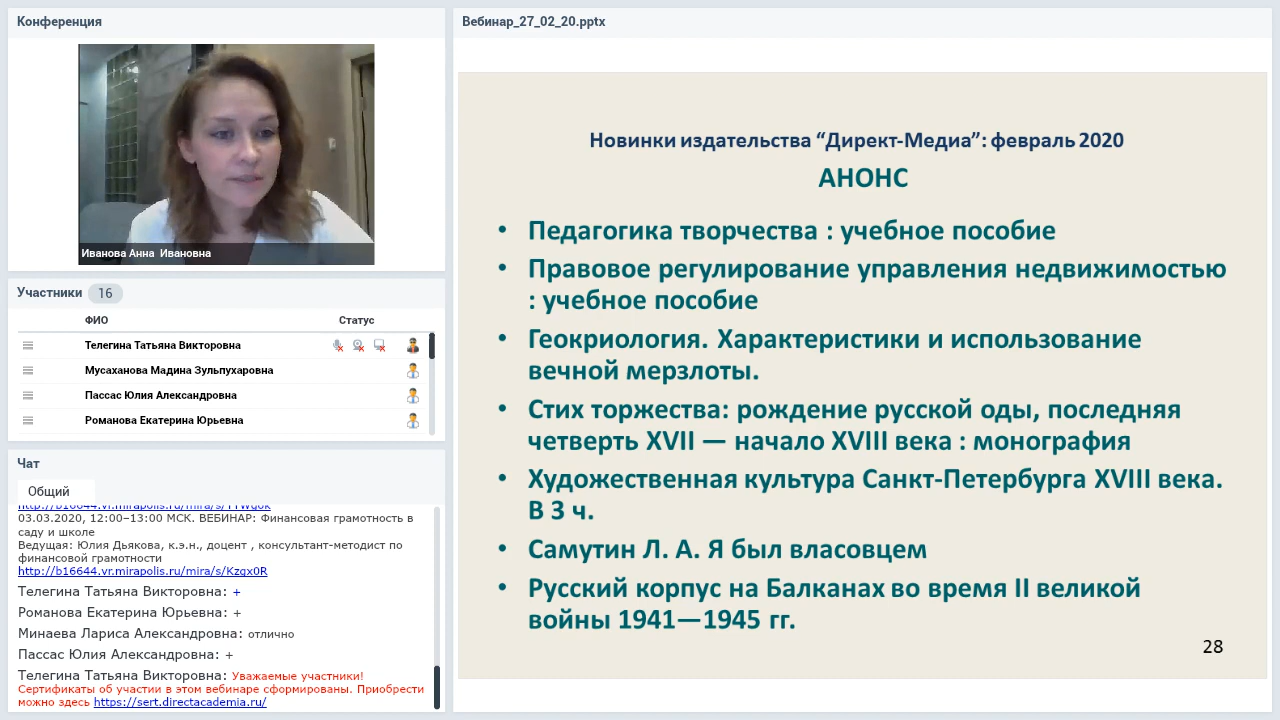 Конференция
Иванова Анна Ивановна
Участники 16
ФИО Статус
Телегина Татьяна Викторовна
Мусаханова Мадина Зульпухаровна
Пассас Юлия Александровна
Романова Екатерина Юрьевна
Чат
Общий
03.03.2020, 12:00–13:00 МСК. ВЕБИНАР: Финансовая грамотность в
саду и школе
Ведущая: Юлия Дьякова, к.э.н., доцент , консультант-методист по
финансовой грамотности
http://b16644.vr.mirapolis.ru/mira/s/Kzgx0R
Телегина Татьяна Викторовна: +
Романова Екатерина Юрьевна: +
Минаева Лариса Александровна: отлично
Пассас Юлия Александровна: +
Телегина Татьяна Викторовна: Уважаемые участники!
Сертификаты об участии в этом вебинаре сформированы. Приобрести
можно здесь https://sert.directacademia.ru/
Вебинар_27_02_20.pptx
Новинки издательства “Директ-Медиа”: февраль 2020
АНОНС
• Педагогика творчества : учебное пособие
• Правовое регулирование управления недвижимостью
: учебное пособие
• Геокриология. Характеристики и использование
вечной мерзлоты.
• Стих торжества: рождение русской оды, последняя
четверть XVII — начало XVIII века : монография
• Художественная культура Санкт-Петербурга XVIII века.
В 3 ч.
• Самутин Л. А. Я был власовцем
• Русский корпус на Балканах во время II великой
войны 1941—1945 гг.
28